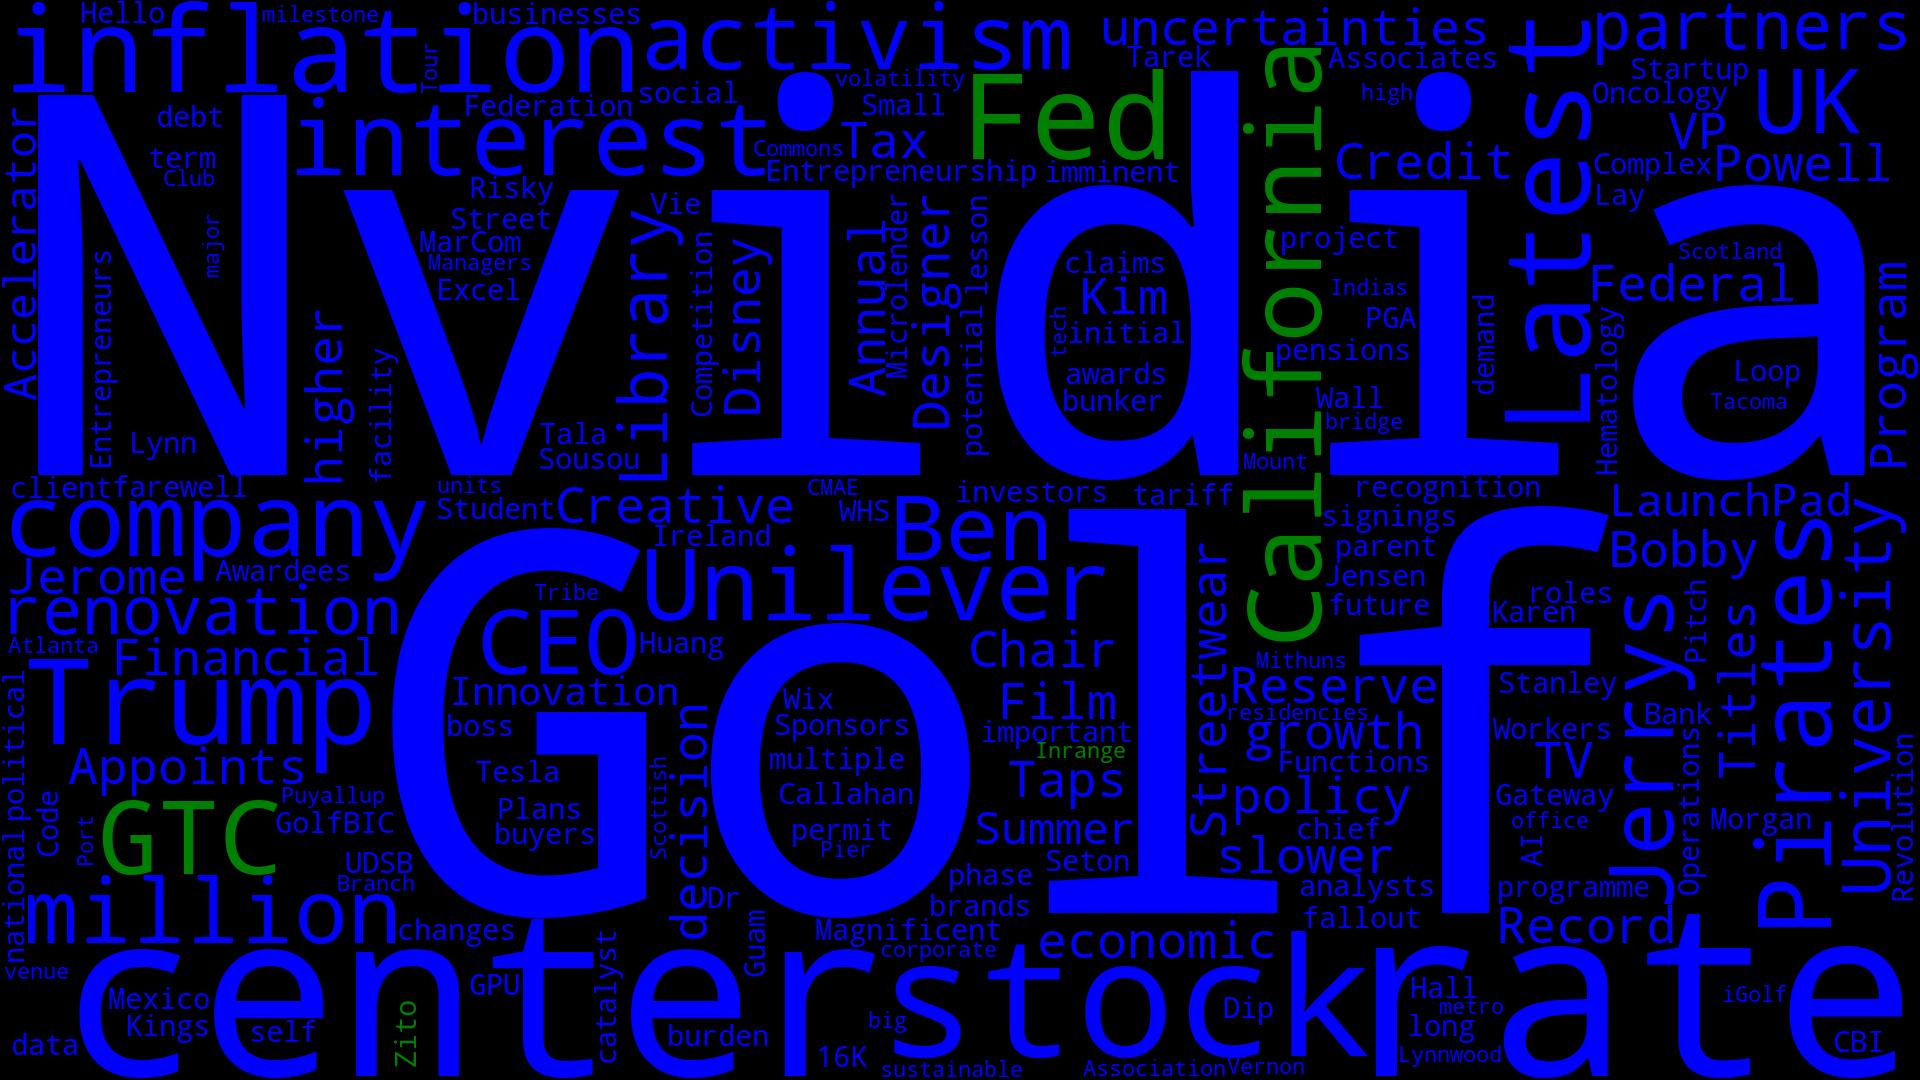 Hello
milestone
businesses
inflation
activism
uncertainties
Latest
partners
Tour
Tarek
Associates
Startup
volatility
Federation
social
Small
Fed
high
Oncology
UK
Accelerator
debt
interest
Tax
California
VP
Commons
Credit
Complex
Powell
term
Club
Entrepreneurship
imminent
Nvidia
Risky
Vie
Lay
Street
Library
Annual
Microlender
Designer
lesson
potential
major
MarCom
Managers
Excel
Competition
Disney
claims
Kim
tech
initial
awards
bunker
project
Indias
PGA
pensions
demand
Wall
bridge
Scotland
Federal
Hematology
Program
Loop
Tacoma
Entrepreneurs
higher
facility
Lynn
Tala
Sousou
Mount
client
farewell
units
CMAE
investors
tariff
recognition
LaunchPad
company
Student
Creative
WHS
Ben
signings
Ireland
parent
Bobby
Jerome
Awardees
Unilever
Jensen
Pirates
University
renovation
Tribe
future
roles
Karen
Jerrys
Pitch
Titles
Golf
Atlanta
Financial
CEO
Huang
Chair
Streetwear
Mithuns
Trump
Innovation
Film
Reserve
Stanley
political
boss
Wix
Sponsors
decision
important
residencies
growth
Workers
Bank
Inrange
Appoints
Tesla
multiple
Taps
Functions
TV
Operations
Revolution
Puyallup
Plans
Callahan
policy
Gateway
Scottish
Code
Port
GTC
GolfBIC
buyers
permit
Pier
Summer
chief
office
Morgan
national
UDSB
Branch
Seton
slower
AI
million
phase
analysts
programme
Dr
brands
fallout
Record
changes
Guam
Magnificent
corporate
economic
venue
center
stock
rate
catalyst
GPU
Mexico
Kings
self
Zito
burden
big
Dip
Hall
metro
long
iGolf
data
16K
CBI
sustainable
Association
Vernon
Lynnwood